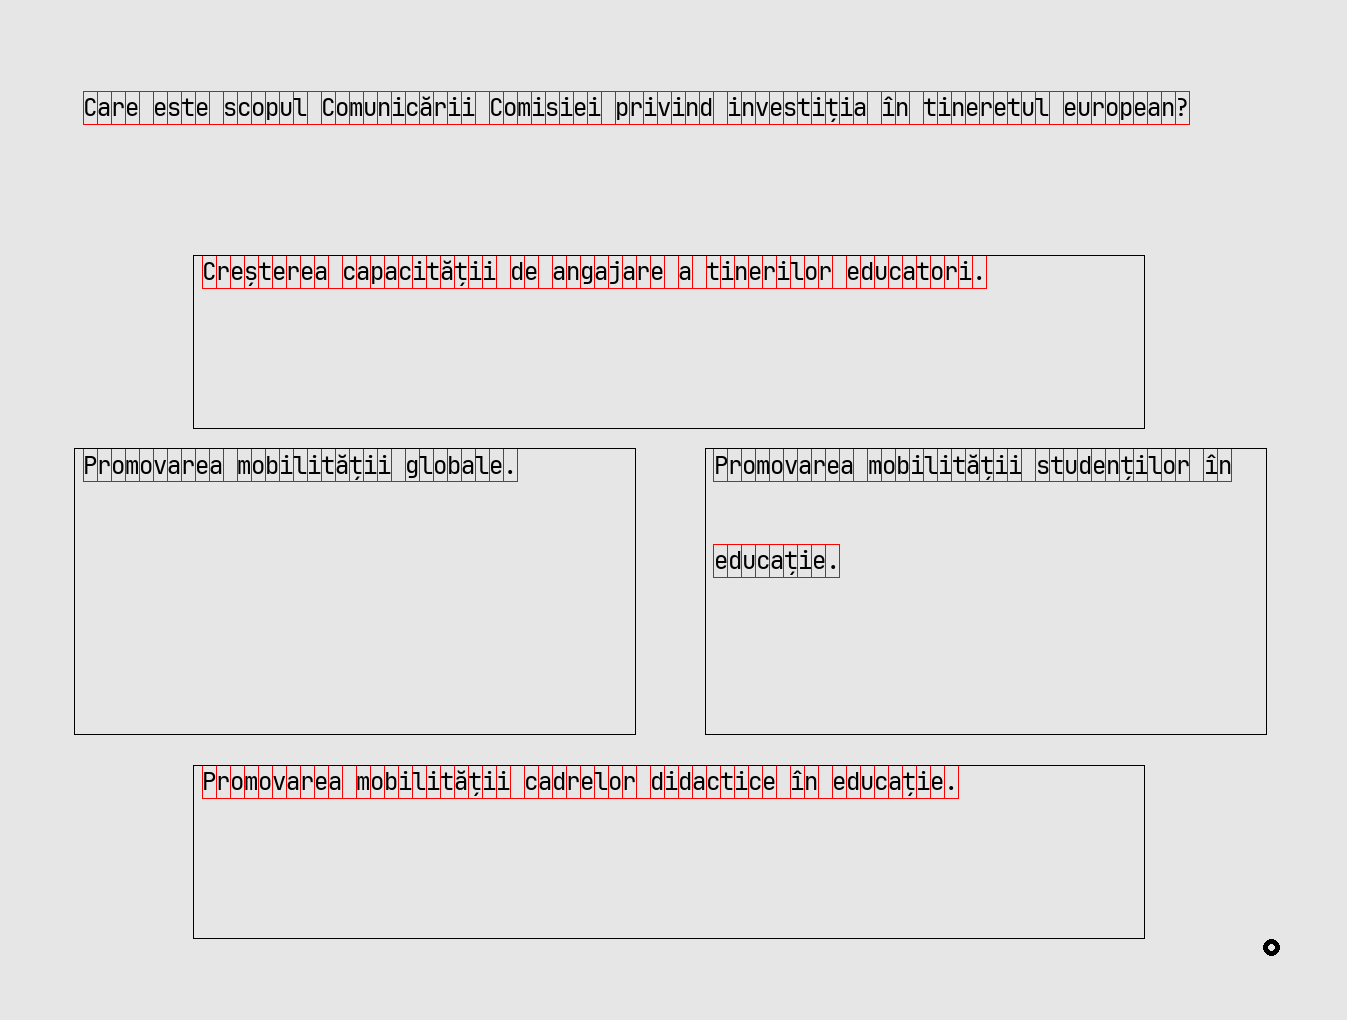 Care este scopul Comunicării Comisiei privind investiția în tineretul european?
Creșterea capacității de angajare a tinerilor educatori.
Promovarea mobilității globale.
Promovarea mobilității studenților în
educație.
Promovarea mobilității cadrelor didactice în educație.